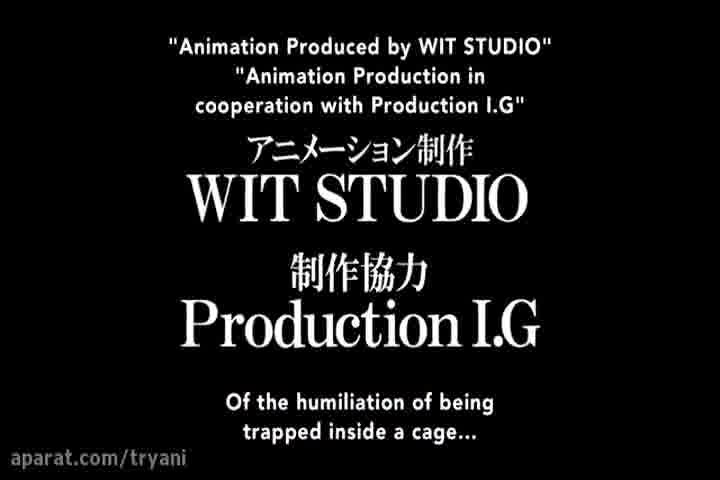 "Animation Produced by WIT STUDIO"
"Animation Production in
cooperation with Production I.G"
アニメーション制作
WIT STUDIO
制作協力
Production I.G
Of the humiliation of being
trapped inside a cage...
aparat.com/tryani